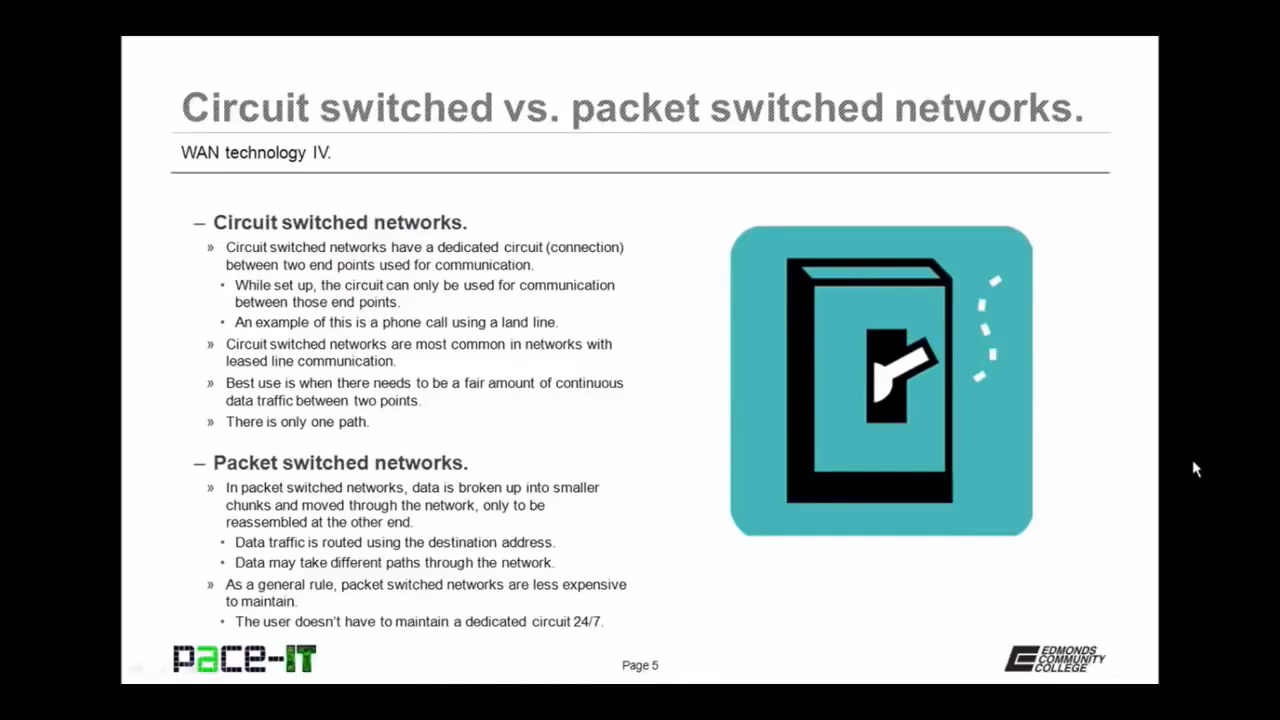 Circuit switched vs. packet switched networks.
WAN technology IV.
– Circuit switched networks.
» Circuit switched networks have a dedicated circuit (connection)
between two end points used for communication.
• While set up, the circuit can only be used for communication
between those end points.
• An example of this is a phone call using a land line.
» Circuit switched networks are most common in networks with
leased line communication.
» Best use is when there needs to be a fair amount of continuous
data traffic between two points.
» There is only one path.
– Packet switched networks.
» In packet switched networks, data is broken up into smaller
chunks and moved through the network, only to be
reassembled at the other end.
• Data traffic is routed using the destination address.
• Data may take different paths through the network.
» As a general rule, packet switched networks are less expensive
to maintain.
• The user doesn't have to maintain a dedicated circuit 24/7.
pace-IT
Page 5
EDMONDS
COMMUNITY
COLLEGE